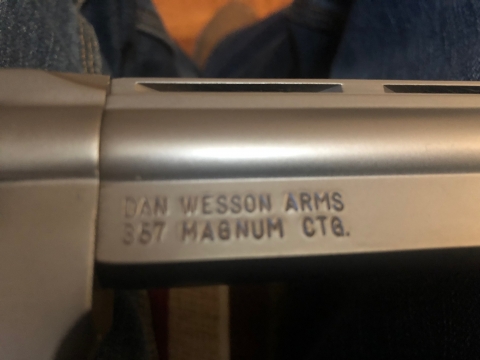 DAN WESSON ARMS
357 MAGNUM CTG.